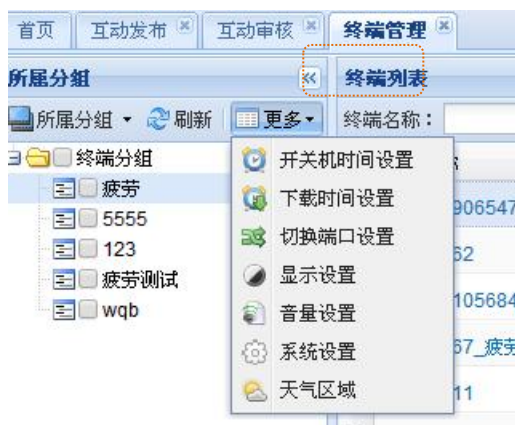 首页 互动发布 互动审核 终端管理
所属分组 终端列表
所属分组 刷新 更多 终端名称：
终端分组
疲劳
5555
123
疲劳测试
wqb
开关机时间设置
下载时间设置
切换端口设置
显示设置
音量设置
系统设置
天气区域
906547
62
105684
67_疲劳
11